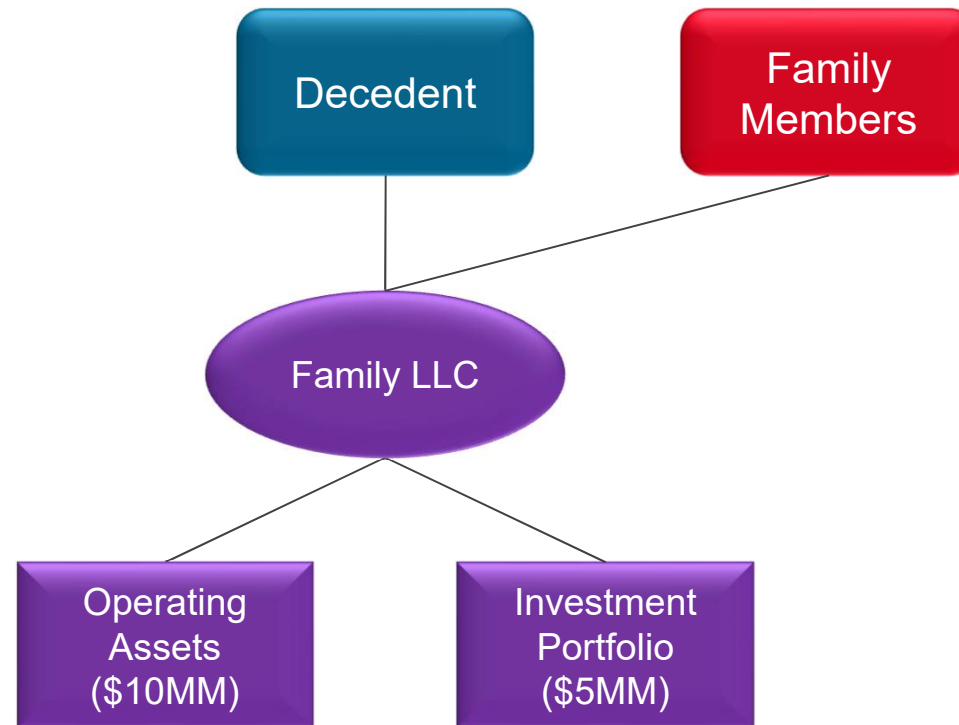 Decedent
Family
Members
Family LLC
Operating
Assets
($10MM)
Investment
Portfolio
($5MM)